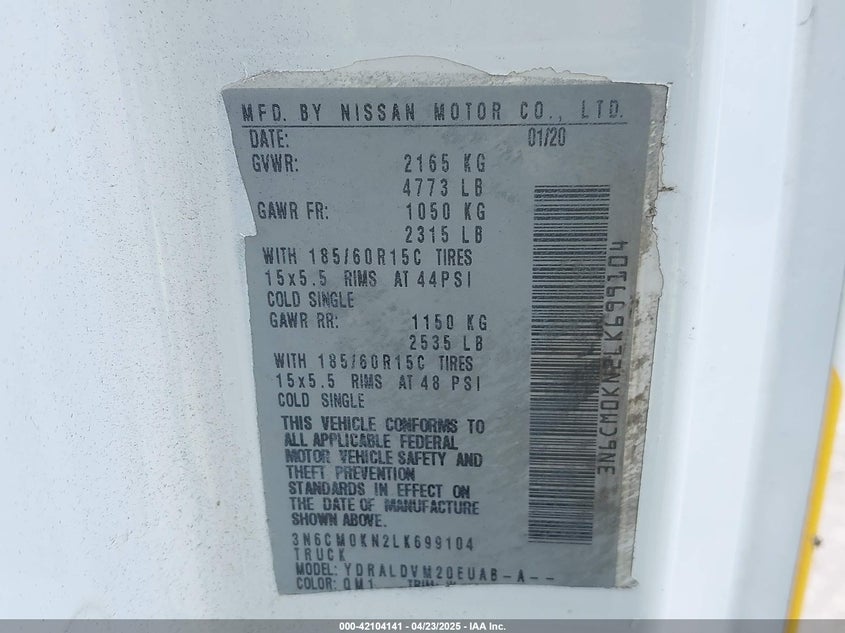 MFD. BY NISSAN MOTOR CO., LTD.
DATE: 01/20
GVWR: 2165 KG
4773 LB
GAWR FR: 1050 KG
2315 LB
WITH 185/60R15C TIRES
15x5.5 RIMS AT 44PSI
COLD SINGLE
GAWR RR: 1150 KG
2535 LB
WITH 185/60R15C TIRES
15x5.5 RIMS AT 48 PSI
COLD SINGLE
THIS VEHICLE CONFORMS TO
ALL APPLICABLE FEDERAL
MOTOR VEHICLE SAFETY AND
THEFT PREVENTION
STANDARDS IN EFFECT ON
THE DATE OF MANUFACTURE
SHOWN ABOVE.
3N6CM0KN2LK699104
TRUCK
MODEL: YDRALDVM20EUAB-A--
COLOR: QM1 TRIM:
3N6CM0KN2LK699104
000-42104141 - 04/23/2025 - IAA Inc.